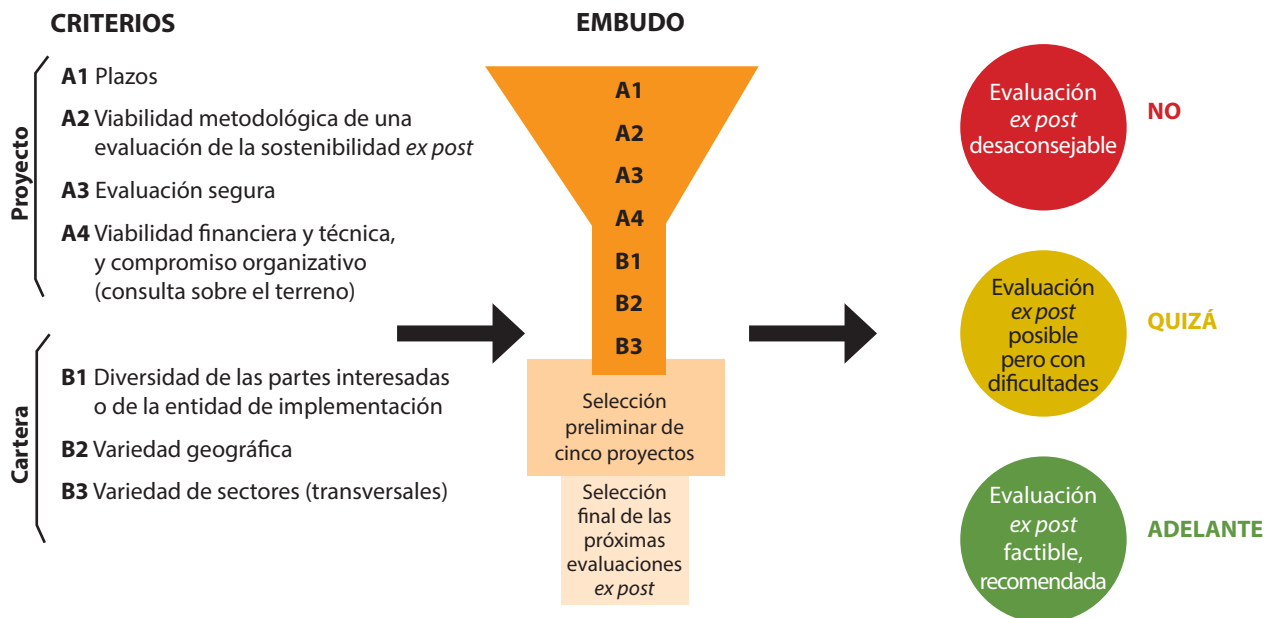 CRITERIOS
Proyecto
A1 Plazos
A2 Viabilidad metodológica de una
evaluación de la sostenibilidad ex post
A3 Evaluación segura
A4 Viabilidad financiera y técnica,
y compromiso organizativo
(consulta sobre el terreno)
Cartera
B1 Diversidad de las partes interesadas
o de la entidad de implementación
B2 Variedad geográfica
B3 Variedad de sectores (transversales)
EMBUDO
A1
A2
A3
A4
B1
B2
B3
Selección
preliminar de
cinco proyectos
Selección
final de las
próximas
evaluaciones
ex post
Evaluación
ex post
desaconsejable
NO
Evaluación
ex post
posible
pero con
dificultades
QUIZÁ
Evaluación
ex post
factible,
recomendada
ADELANTE